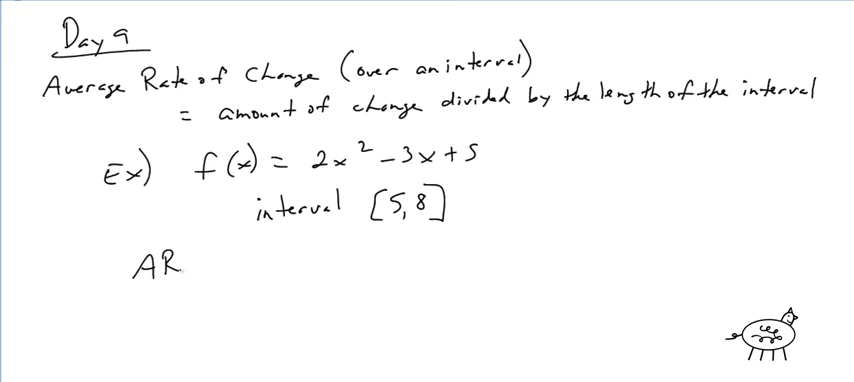 Day 9
Average Rate of Change (over an interval)
= amount of change divided by the length of the interval
Ex) f(x) = 2x² - 3x + 5
interval [5, 8]
AR